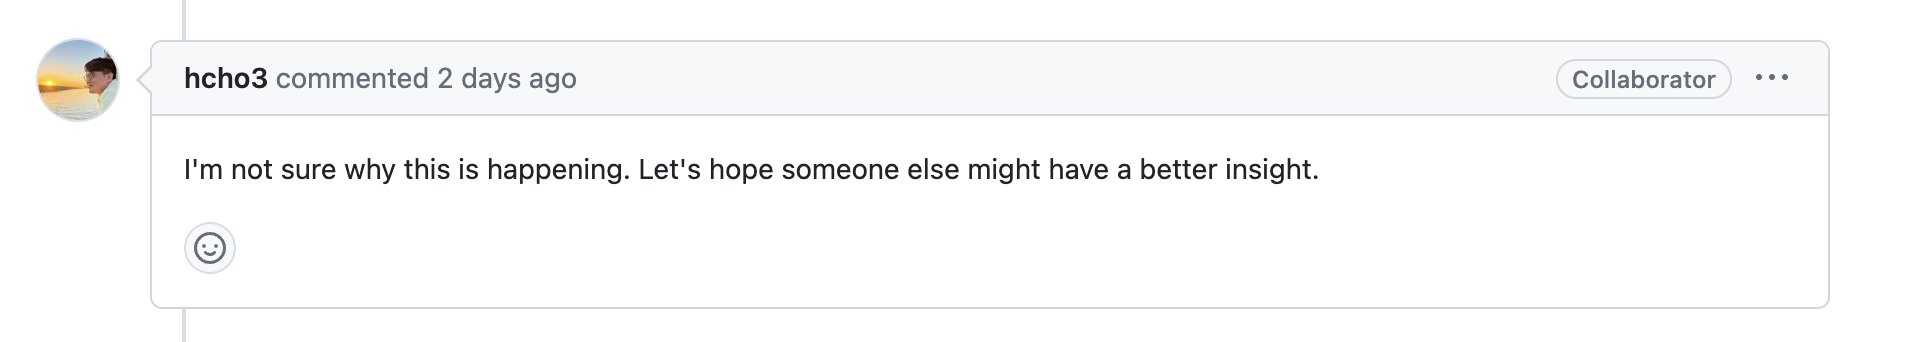 hcho3 commented 2 days ago
Collaborator
I'm not sure why this is happening. Let's hope someone else might have a better insight.